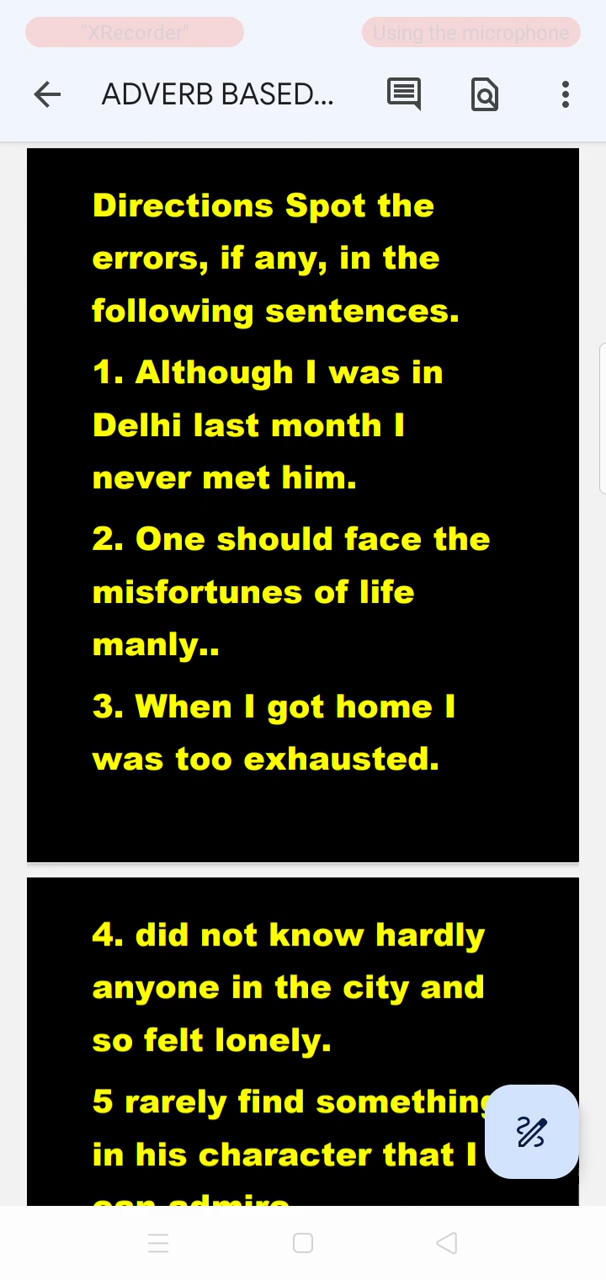 "XRecorder"
Using the microphone
ADVERB BASED...
Directions Spot the
errors, if any, in the
following sentences.
1. Although I was in
Delhi last month I
never met him.
2. One should face the
misfortunes of life
manly..
3. When I got home I
was too exhausted.
4. did not know hardly
anyone in the city and
so felt lonely.
5 rarely find something
in his character that I
can admire